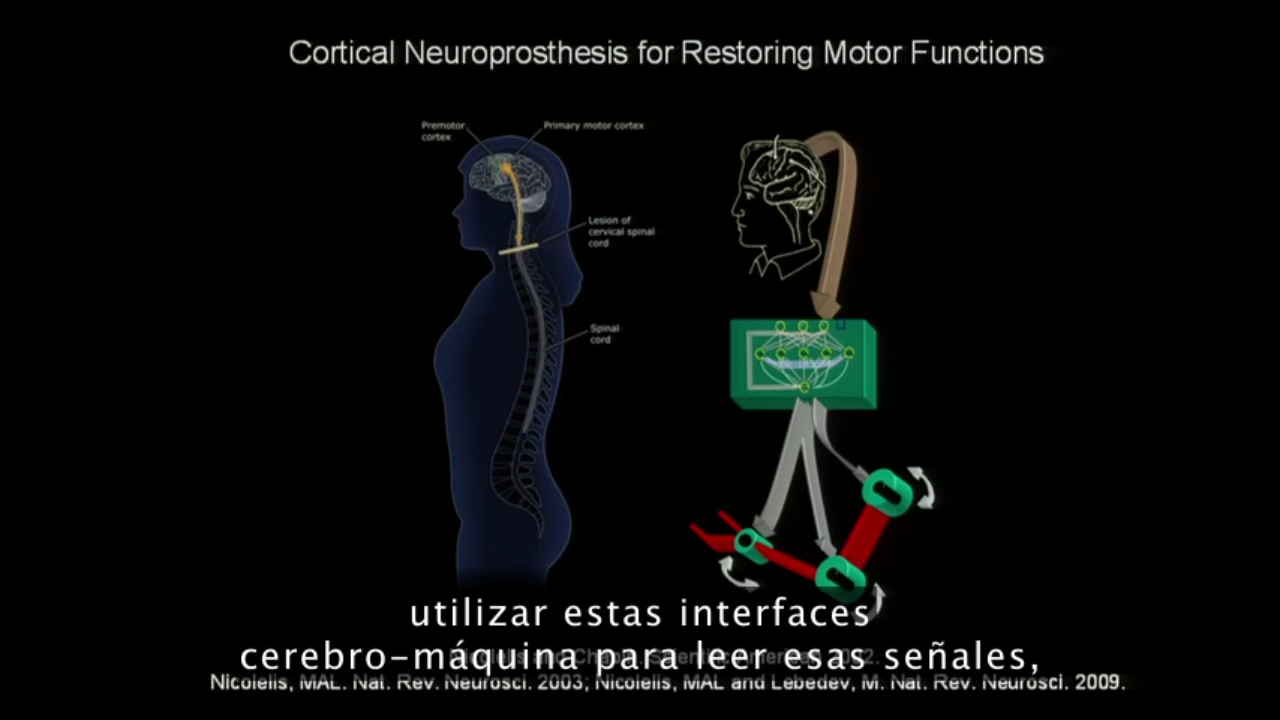 Cortical Neuroprosthesis for Restoring Motor Functions
Premotor
cortex
Primary motor cortex
Lesion of
cervical spinal
cord
Spinal
cord
utilizar estas interfaces
cerebro-máquina para leer esas señales,
Nicolelis, MAL. Nat. Rev. Neurosci. 2003; Nicolelis, MAL and Lebedev, M. Nat. Rev. Neurosci. 2009.